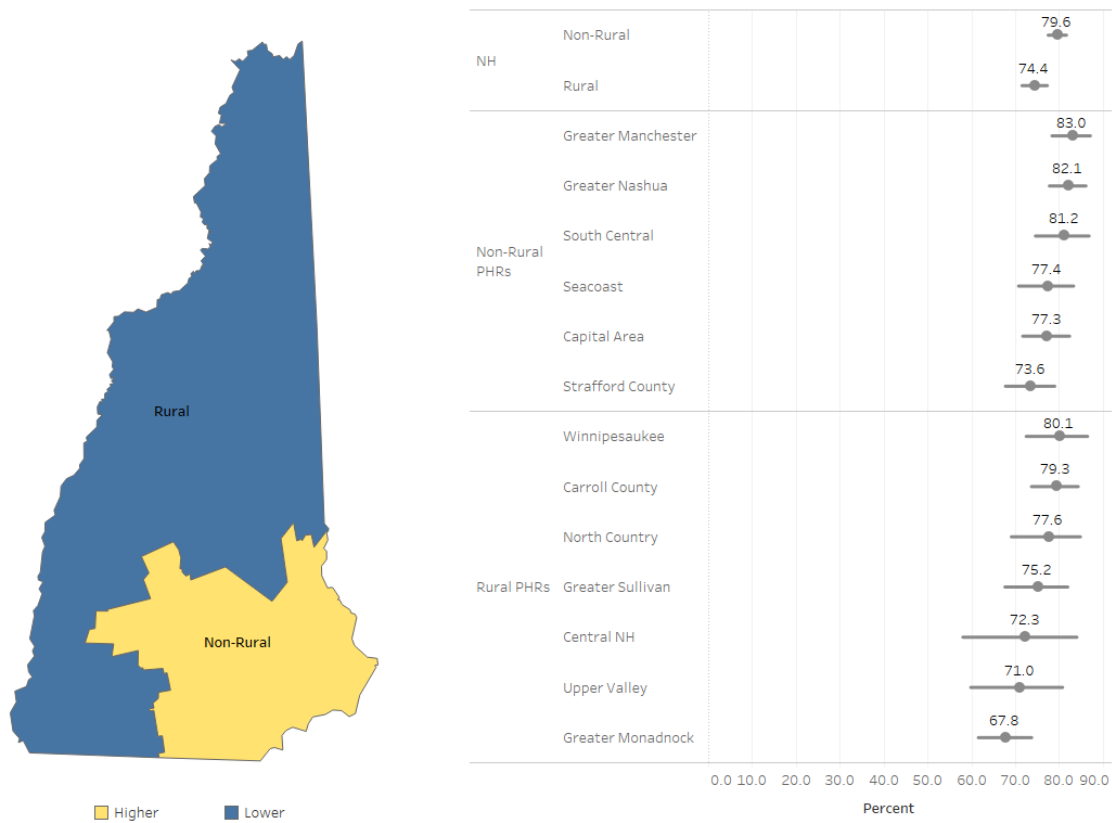 Rural
Non-Rural
Higher
Lower
NH
Non-Rural
79.6
Rural
74.4
Non-Rural
PHRs
Greater Manchester
83.0
Greater Nashua
82.1
South Central
81.2
Seacoast
77.4
Capital Area
77.3
Strafford County
73.6
Rural PHRs
Winnipesaukee
80.1
Carroll County
79.3
North Country
77.6
Greater Sullivan
75.2
Central NH
72.3
Upper Valley
71.0
Greater Monadnock
67.8
0.0 10.0 20.0 30.0 40.0 50.0 60.0 70.0 80.0 90.0
Percent